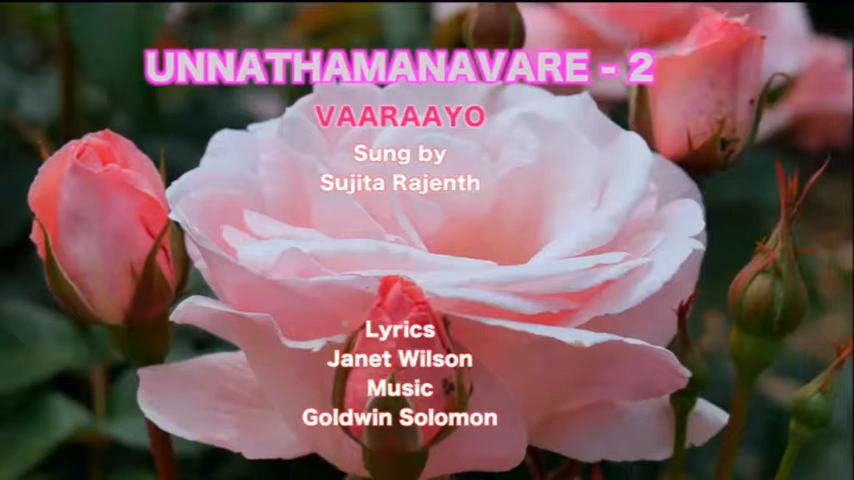 UNNATHAMANAVARE - 2
VAARAAYO
Sung by
Sujita Rajenth
Lyrics
Janet Wilson
Music
Goldwin Solomon